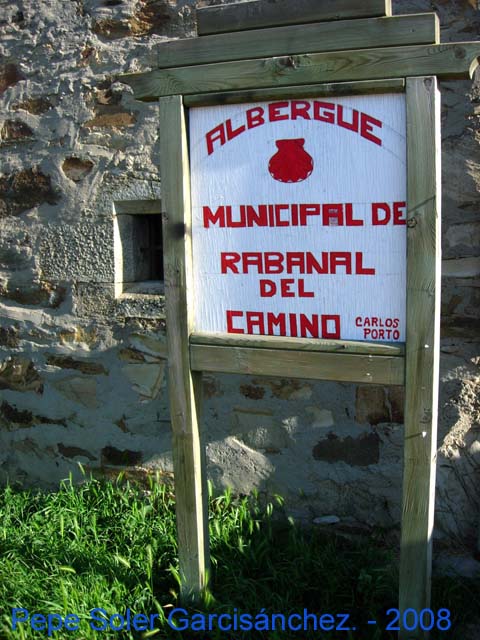 ALBERGUE
MUNICIPAL DE
RABANAL
DEL
CAMINO
CARLOS
PORTO
Pepe Soler Garcisánchez. - 2008